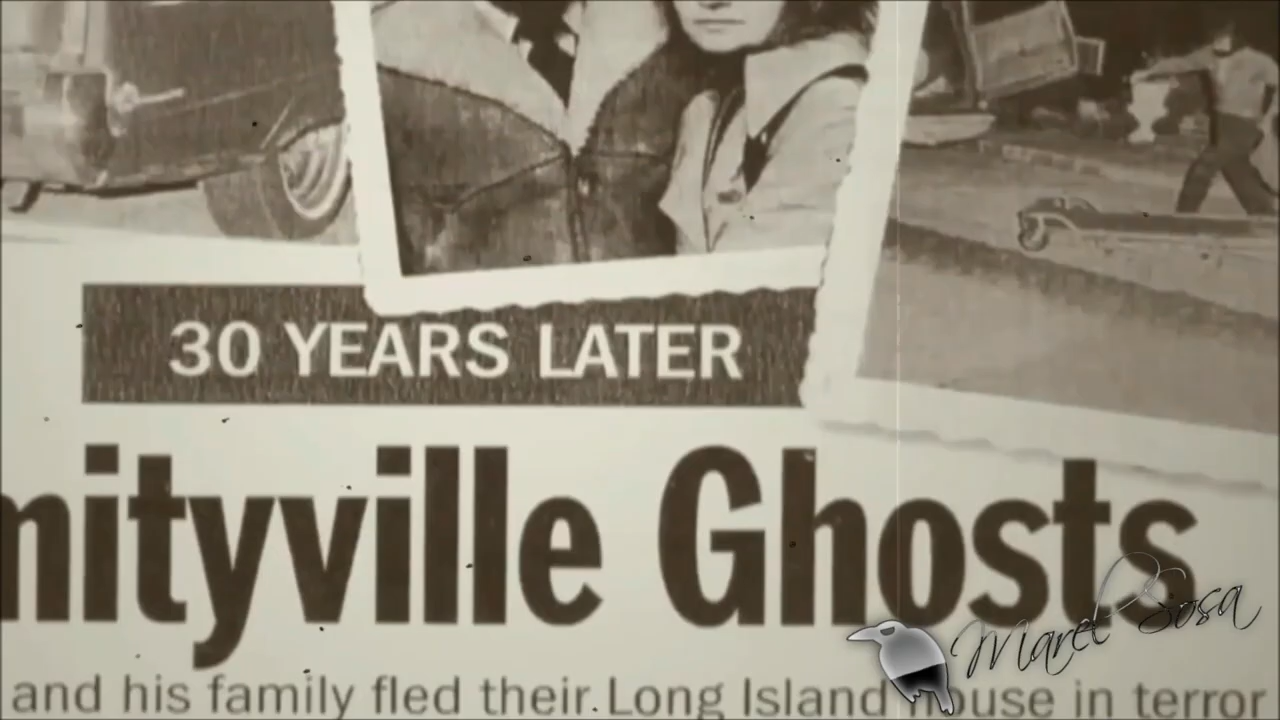 30 YEARS LATER
mityville Ghosts
Marel Sosa
and his family fled their Long Island house in terror